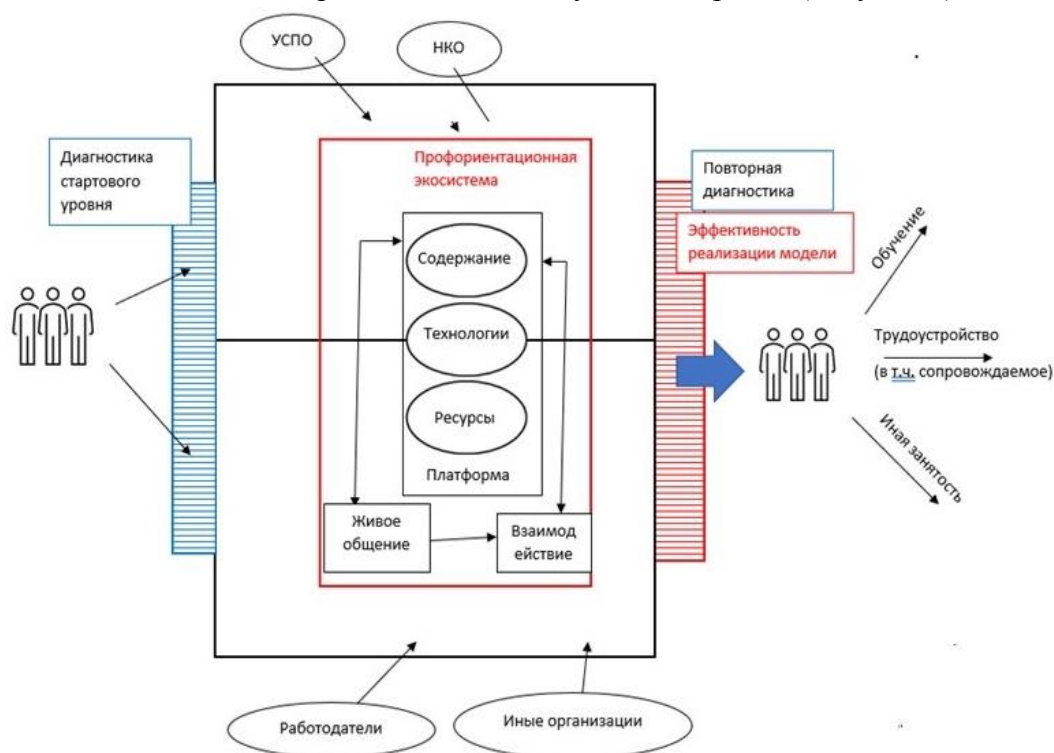 УСПО
НКО
Диагностика
стартового
уровня
Профориентационная
экосистема
Повторная
диагностика
Эффективность
реализации модели
Содержание
Технологии
Ресурсы
Платформа
Живое
общение
Взаимод
ействие
Обучение
Трудоустройство
(в т.ч. сопровождаемое)
Иная занятость
Работодатели
Иные организации